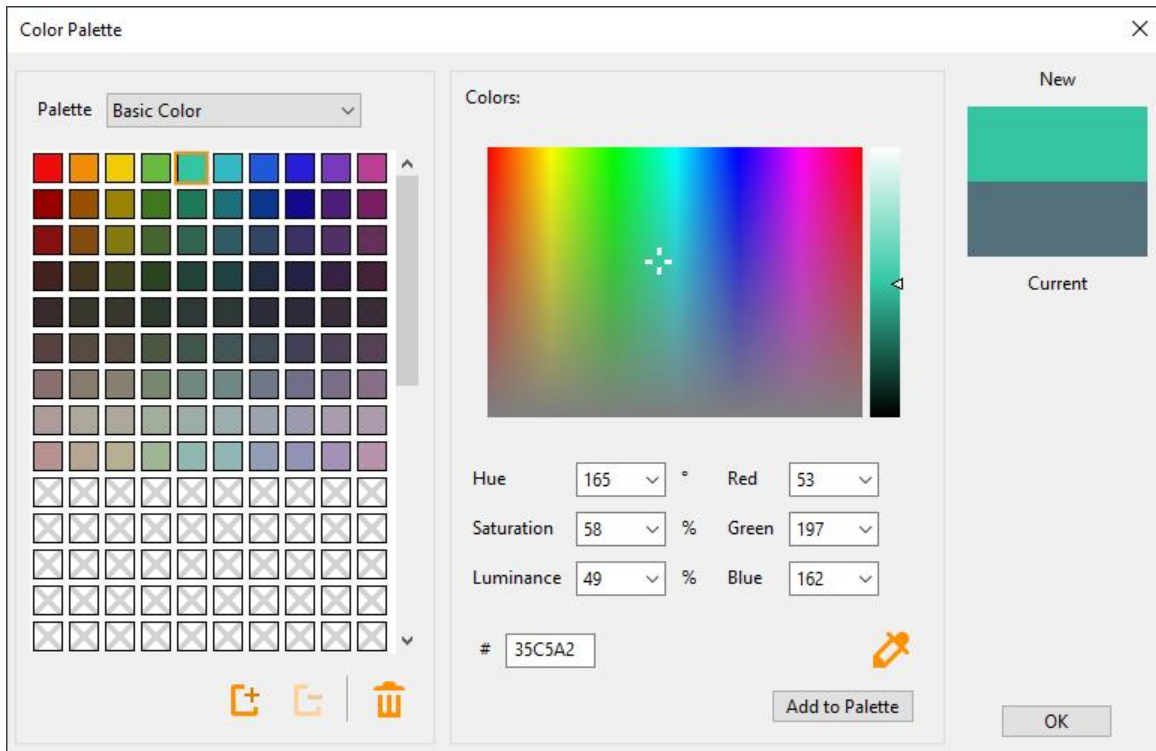 Color Palette
Palette
Basic Color
Colors:
New
Current
Hue 165 ° Red 53
Saturation 58 % Green 197
Luminance 49 % Blue 162
# 35C5A2
Add to Palette
OK